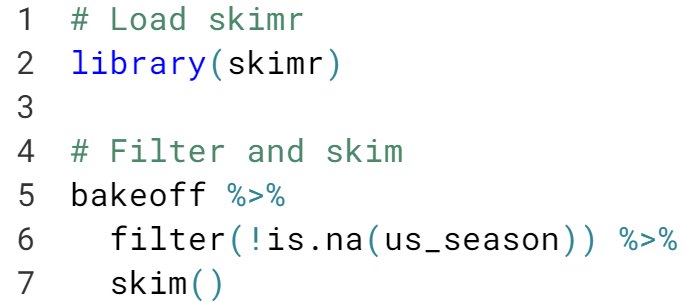 1 # Load skimr
2 library(skimr)
3
4 # Filter and skim
5 bakeoff %>%
6   filter(!is.na(us_season)) %>%
7   skim()